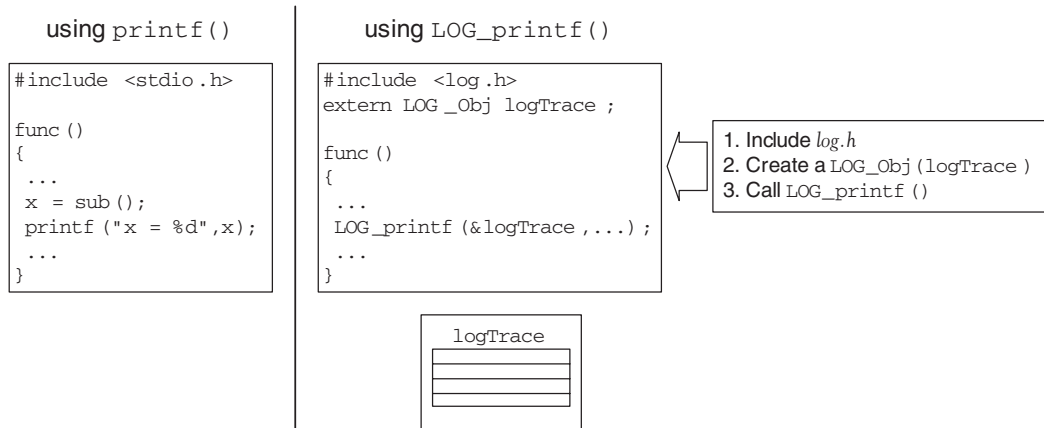 using printf()
#include <stdio.h>
func()
{
...
x = sub();
printf("x = %d",x);
...
}
using LOG_printf()
#include <log.h>
extern LOG_Obj logTrace;
func()
{
...
LOG_printf(&logTrace,...);
...
}
1. Include log.h
2. Create a LOG_Obj(logTrace)
3. Call LOG_printf()
logTrace